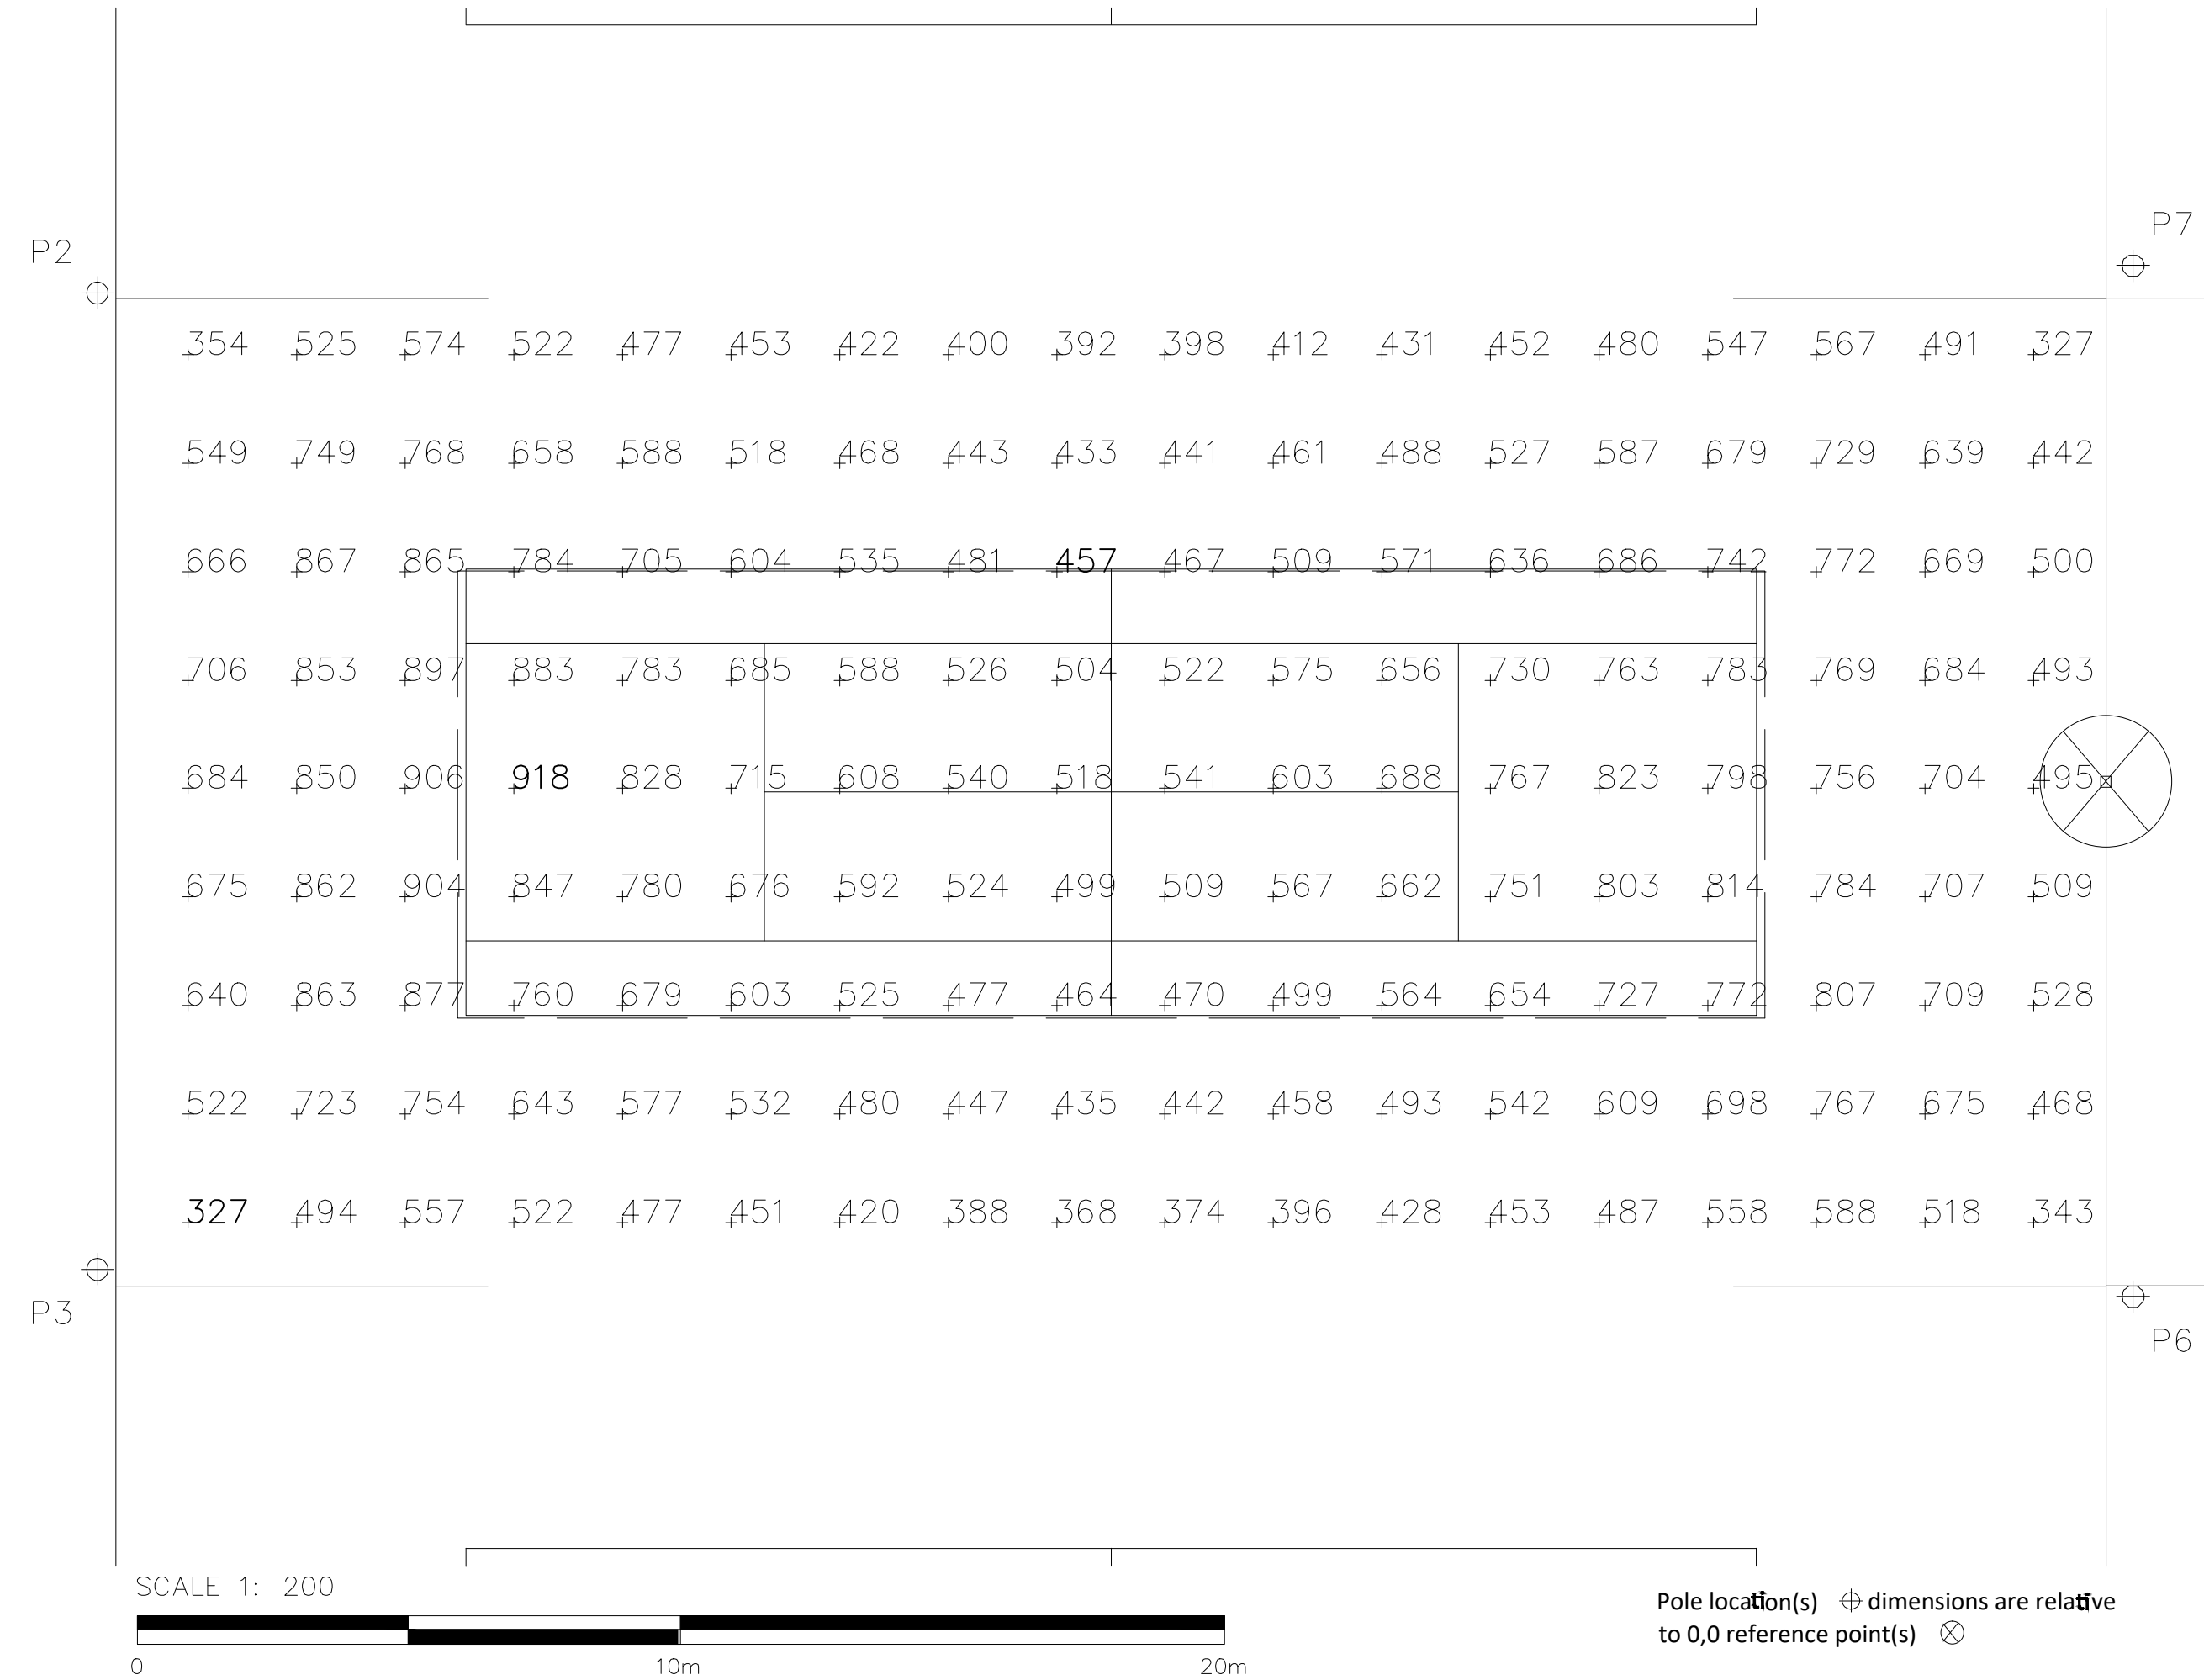 P7
P2
354 525 574 522 477 453 422 400 392 398 412 431 452 480 547 567 491 327
549 749 768 658 588 518 468 443 433 441 461 488 527 587 679 729 639 442
666 867 865 784 705 604 535 481 457 467 509 571 636 686 742 772 669 500
706 853 897 883 783 685 588 526 504 522 575 656 730 763 783 769 684 493
684 850 906 918 828 715 608 540 518 541 603 688 767 823 798 756 704 495
675 862 904 847 780 676 592 524 499 509 567 662 751 803 814 784 707 509
640 863 877 760 679 603 525 477 464 470 499 564 654 727 772 807 709 528
522 723 754 643 577 532 480 447 435 442 458 493 542 609 698 767 675 468
327 494 557 522 477 451 420 388 368 374 396 428 453 487 558 588 518 343
P3
P6
SCALE 1: 200
Pole location(s) dimensions are relative
to 0,0 reference point(s)
0 10m 20m